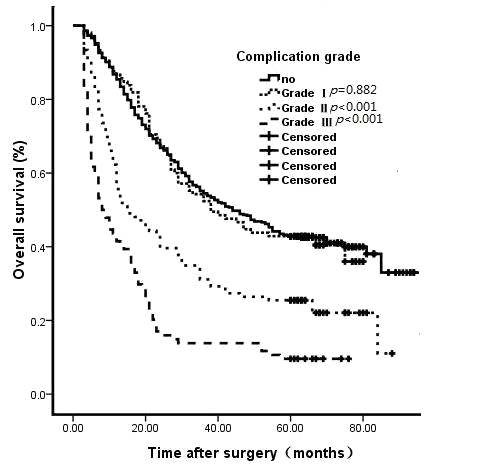 Complication grade
no
Grade I p=0.882
Grade II p<0.001
Grade III p<0.001
Censored
Censored
Censored
Censored
Overall survival (%)
1.0
0.8
0.6
0.4
0.2
0.0
0.00 20.00 40.00 60.00 80.00
Time after surgery（months）